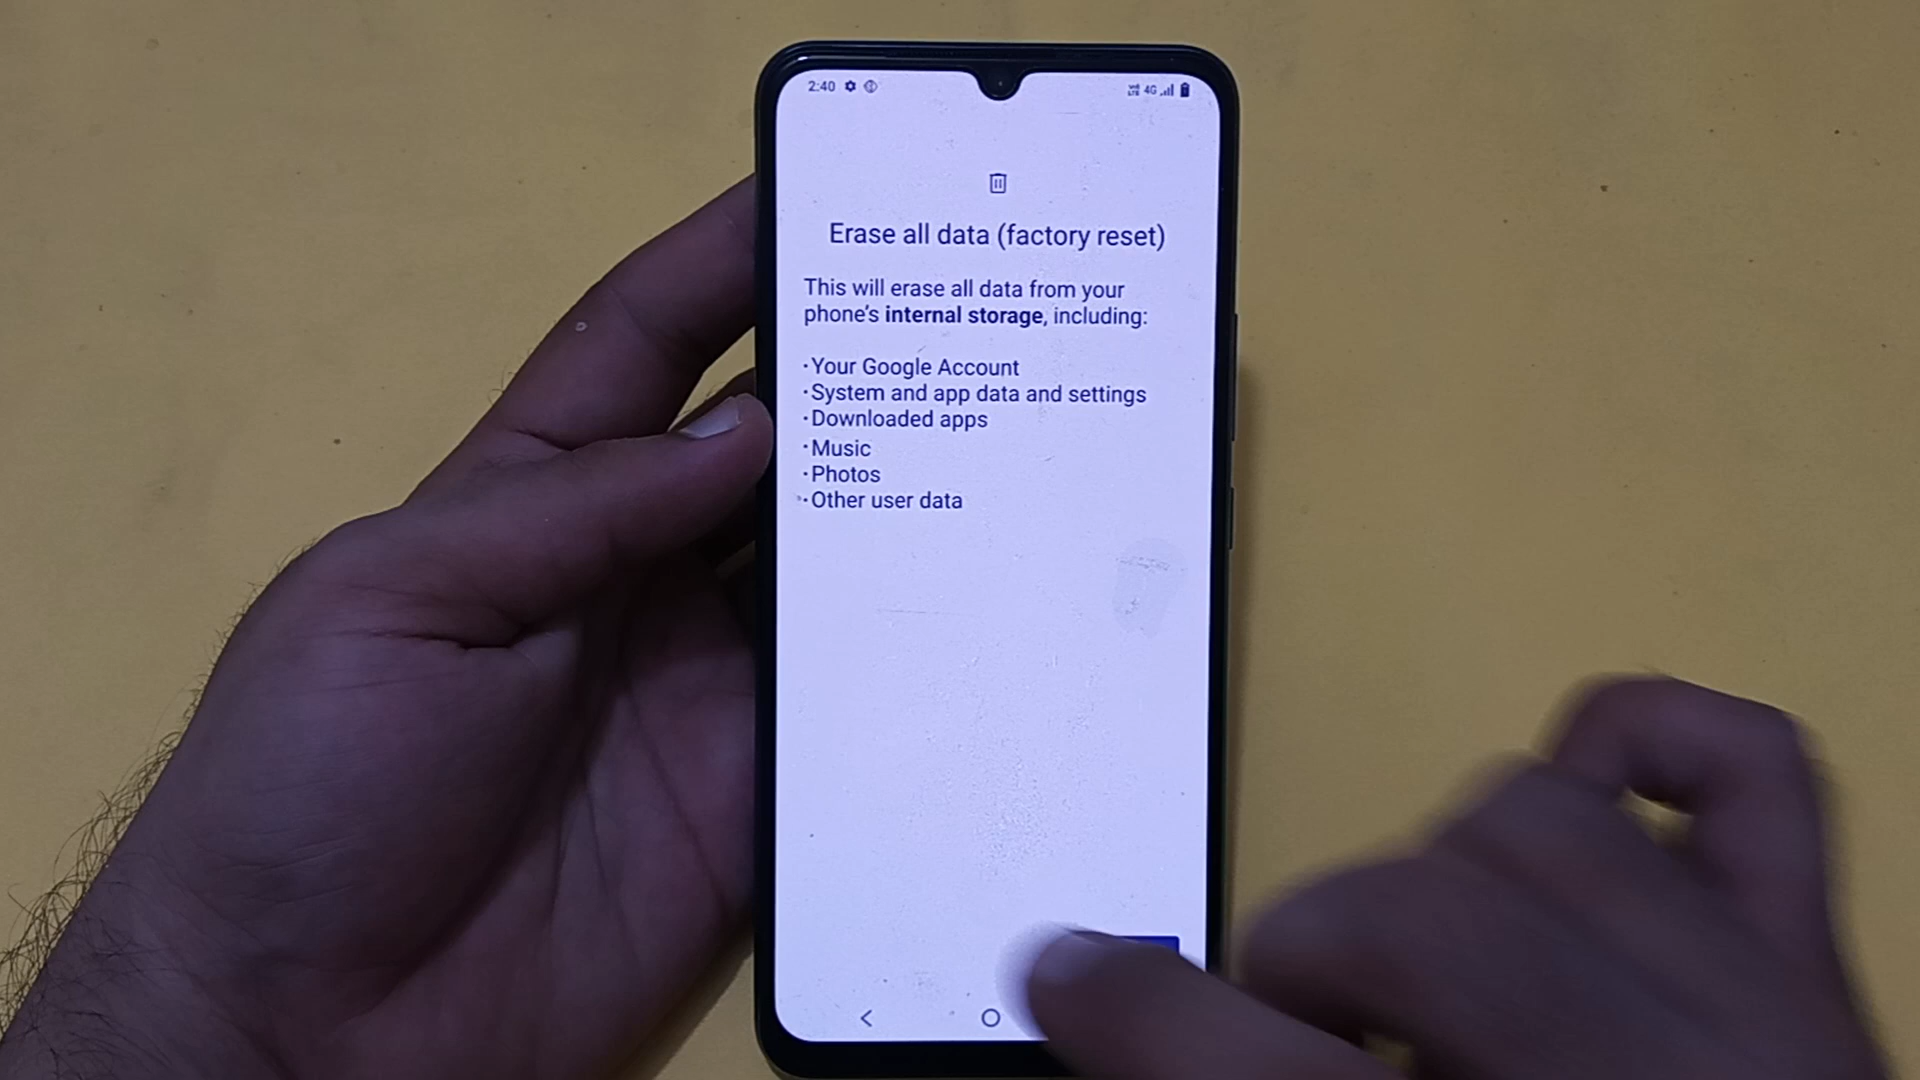 2:40
4G
Erase all data (factory reset)
This will erase all data from your
phone's internal storage, including:
·Your Google Account
·System and app data and settings
·Downloaded apps
·Music
·Photos
·Other user data